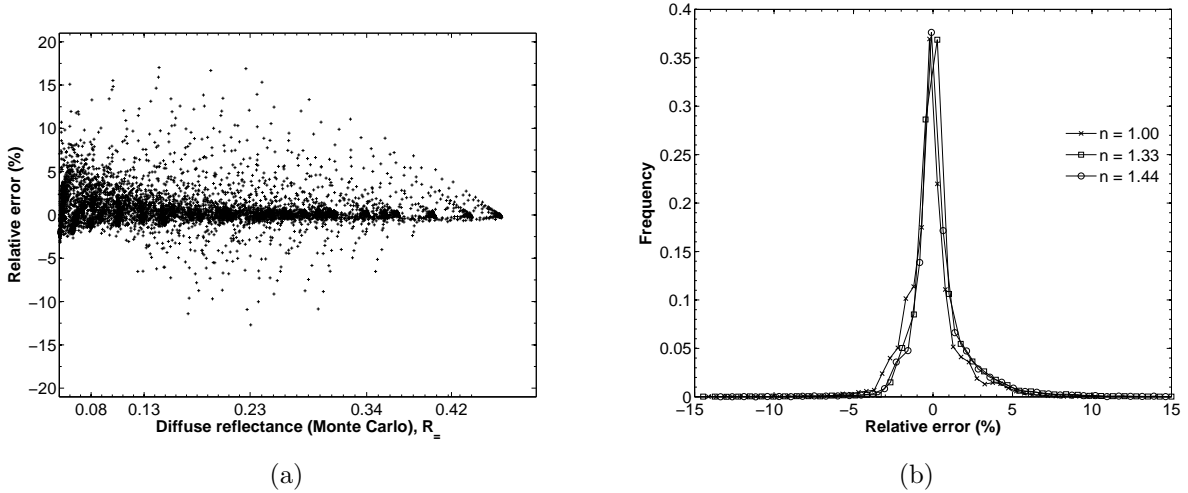 20
15
10
5
0
−5
−10
−15
−20
Relative error (%)
0.08 0.13 0.23 0.34 0.42
Diffuse reflectance (Monte Carlo), R=
(a)
0.4
0.35
0.3
0.25
0.2
0.15
0.1
0.05
0
Frequency
n = 1.00
n = 1.33
n = 1.44
−15 −10 −5 0 5 10 15
Relative error (%)
(b)